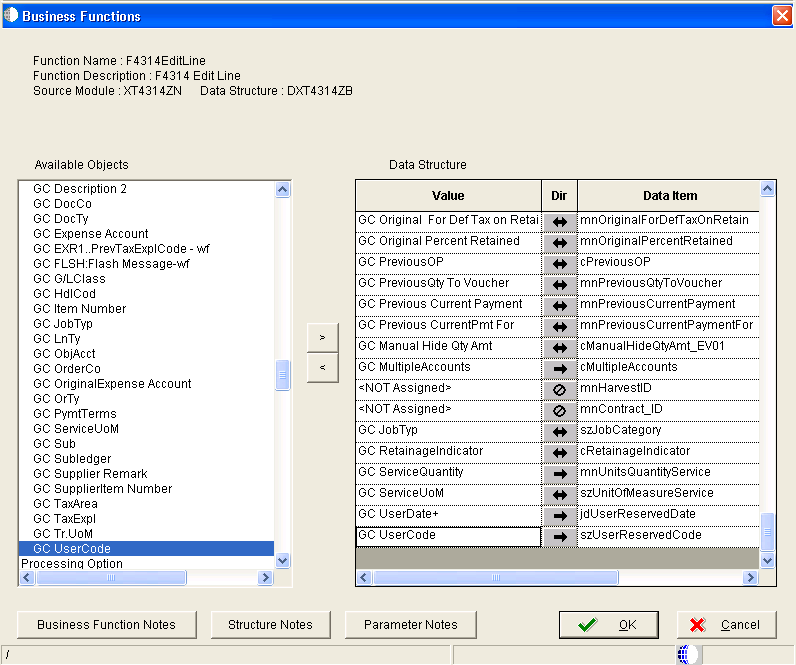 Business Functions
Function Name : F4314EditLine
Function Description : F4314 Edit Line
Source Module : XT4314ZN Data Structure : DXT4314ZB
Available Objects
GC Description 2
GC DocCo
GC DocTy
GC Expense Account
GC EXR1..PrevTaxExplCode - wf
GC FLSH:Flash Message-wf
GC G/LClass
GC HdlCod
GC Item Number
GC JobTyp
GC LnTy
GC ObjAcct
GC OrderCo
GC OriginalExpense Account
GC OrTy
GC PymtTerms
GC ServiceUoM
GC Sub
GC Subledger
GC Supplier Remark
GC SupplierItem Number
GC TaxArea
GC TaxExpl
GC Tr.UoM
GC UserCode
Processing Option
>
<
Data Structure
Value Dir Data Item
GC Original For Def Tax on Retai mnOriginalForDefTaxOnRetain
GC Original Percent Retained mnOriginalPercentRetained
GC PreviousOP cPreviousOP
GC PreviousQty To Voucher mnPreviousQtyToVoucher
GC Previous Current Payment mnPreviousCurrentPayment
GC Previous CurrentPmt For mnPreviousCurrentPaymentFor
GC Manual Hide Qty Amt cManualHideQtyAmt_EV01
GC MultipleAccounts cMultipleAccounts
<NOT Assigned> mnHarvestID
<NOT Assigned> mnContract_ID
GC JobTyp szJobCategory
GC RetainageIndicator cRetainageIndicator
GC ServiceQuantity mnUnitsQuantityService
GC ServiceUoM szUnitOfMeasureService
GC UserDate+ jdUserReservedDate
GC UserCode szUserReservedCode
Business Function Notes
Structure Notes
Parameter Notes
OK
Cancel
/